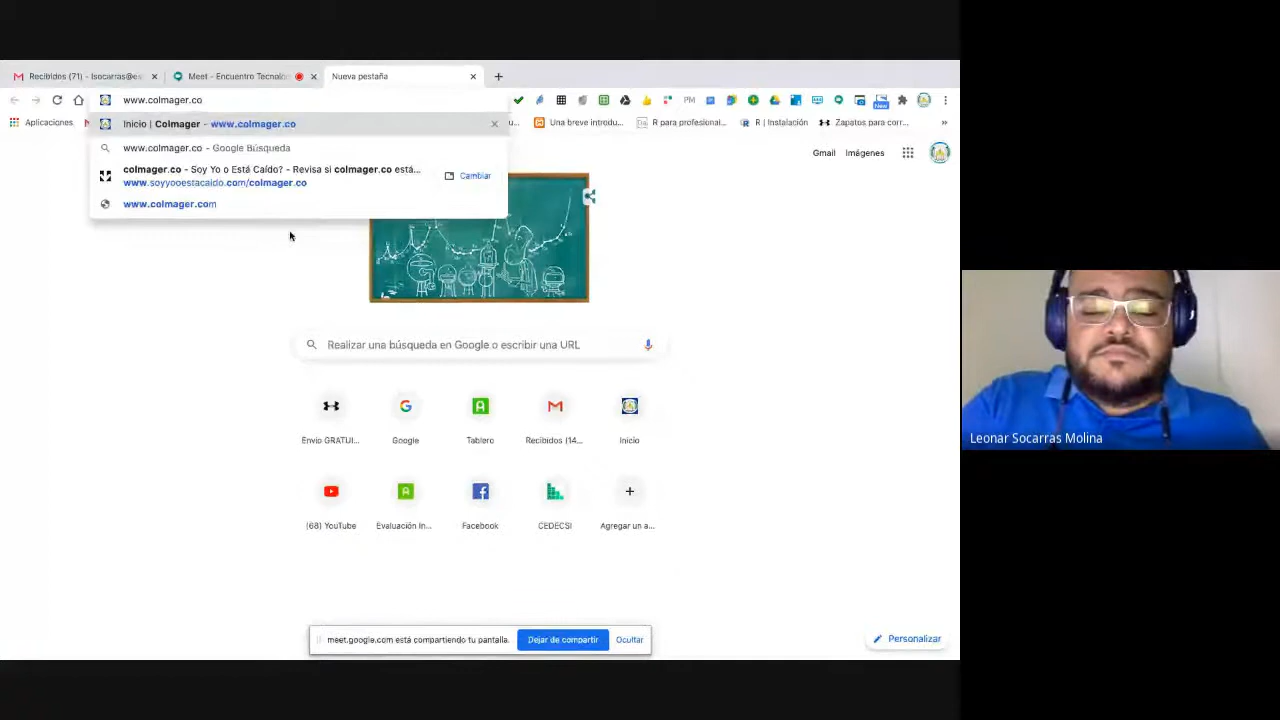 Recibidos (71) - lsocarras@ea
Meet - Encuentro Tecnaló
Nueva pestaña
www.colmager.co
Inicio | Colmager - www.colmager.co
www.colmager.co - Google Búsqueda
colmager.co - Soy Yo o Está Caído? - Revisa si colmager.co está...
www.soyyooestacaido.com/colmager.co
Cambiar
www.colmager.com
PM
New
Aplicaciones
Una breve introdu...
R para profesional...
R | Instalación
Zapatos para corr...
»
Gmail
Imágenes
Realizar una búsqueda en Google o escribir una URL
Envío GRATUI...
Google
Tablero
Recibidos (14...
Inicio
(68) YouTube
Evaluación In...
Facebook
CEDECSI
Agregar un a...
meet.google.com está compartiendo tu pantalla.
Dejar de compartir
Ocultar
Personalizar
Leonar Socarras Molina